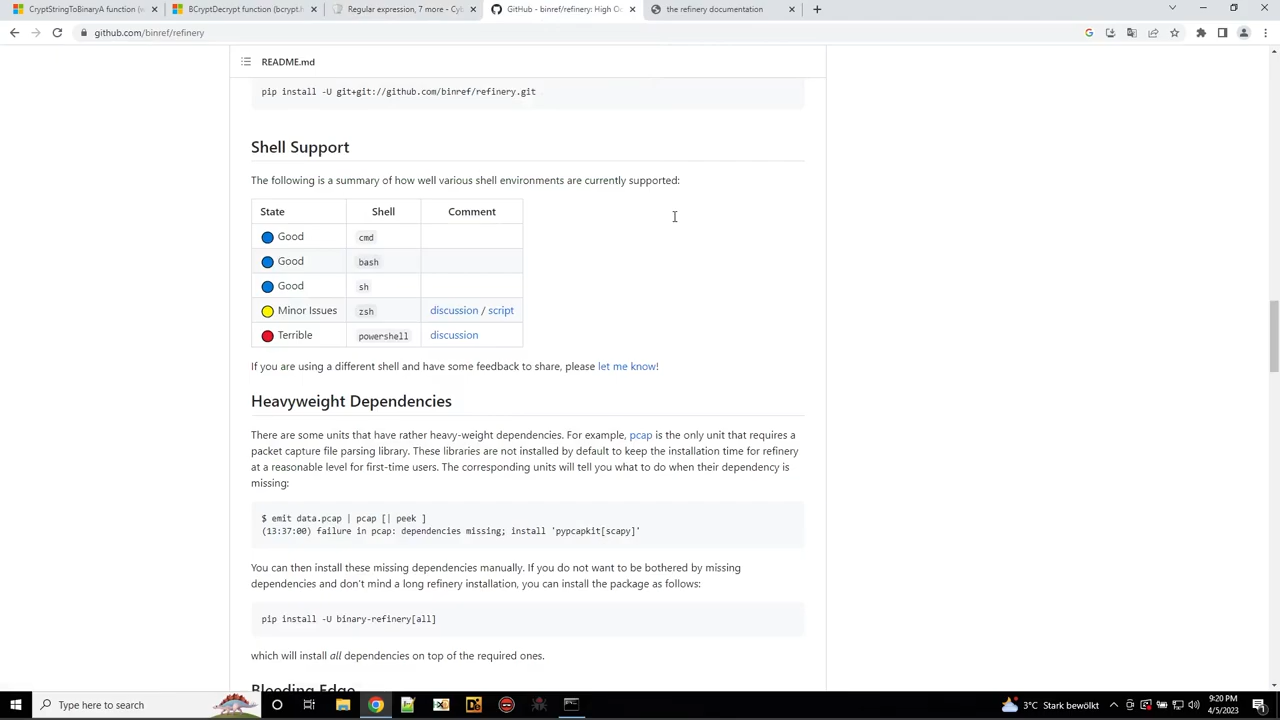 CryptStringToBinaryA function (w
BCryptDecrypt function (bcrypt.h
Regular expression, 7 more - Cyb
GitHub - binref/refinery: High O
the refinery documentation
github.com/binref/refinery
README.md
pip install -U git+git://github.com/binref/refinery.git
Shell Support
The following is a summary of how well various shell environments are currently supported:
State Shell Comment
Good cmd
Good bash
Good sh
Minor Issues zsh discussion / script
Terrible powershell discussion
If you are using a different shell and have some feedback to share, please let me know!
Heavyweight Dependencies
There are some units that have rather heavy-weight dependencies. For example, pcap is the only unit that requires a
packet capture file parsing library. These libraries are not installed by default to keep the installation time for refinery
at a reasonable level for first-time users. The corresponding units will tell you what to do when their dependency is
missing:
$ emit data.pcap | pcap [| peek ]
(13:37:00) failure in pcap: dependencies missing; install 'pypcapkit[scapy]'
You can then install these missing dependencies manually. If you do not want to be bothered by missing
dependencies and don't mind a long refinery installation, you can install the package as follows:
pip install -U binary-refinery[all]
which will install all dependencies on top of the required ones.
Bleeding Edge
Type here to search
3°C Stark bewölkt
9:20 PM
4/5/2023